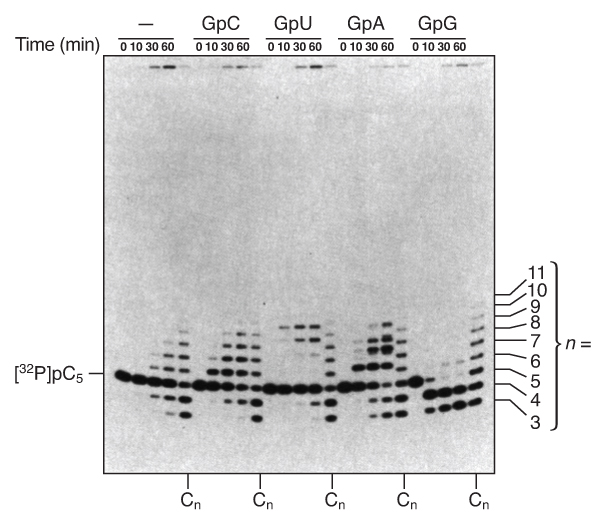 — GpC GpU GpA GpG
Time (min) 0 10 30 60 0 10 30 60 0 10 30 60 0 10 30 60 0 10 30 60
11
10
9
8
7
n =
6
[³²P]pC₅
5
4
3
Cₙ Cₙ Cₙ Cₙ Cₙ